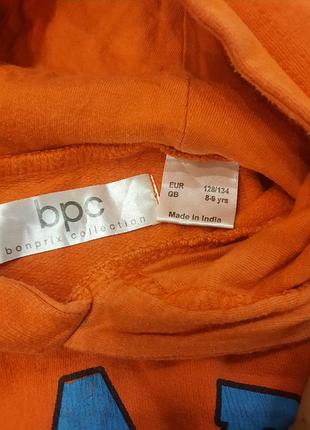 bpc
bonprix collection
EUR 128/134
GB 8-9 yrs
Made in India